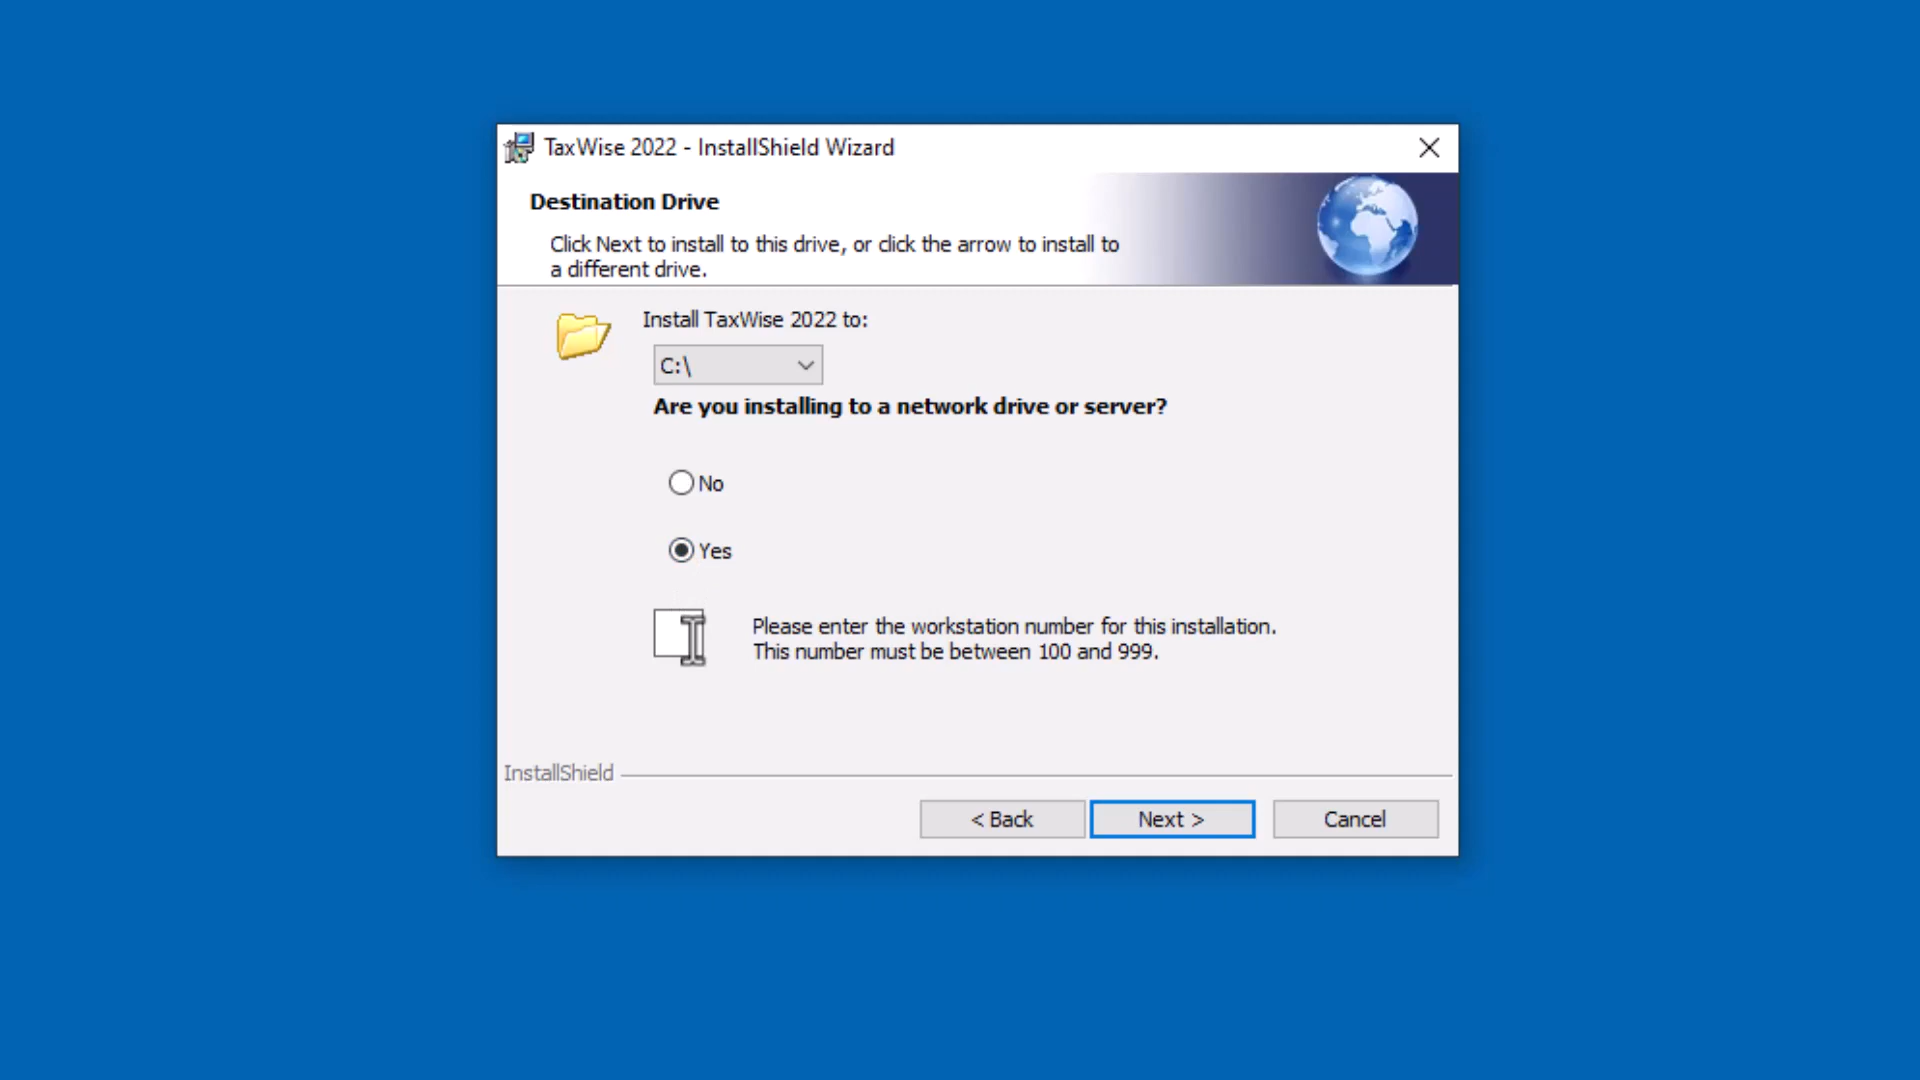 TaxWise 2022 - InstallShield Wizard
Destination Drive
Click Next to install to this drive, or click the arrow to install to
a different drive.
Install TaxWise 2022 to:
C:\
Are you installing to a network drive or server?
No
Yes
Please enter the workstation number for this installation.
This number must be between 100 and 999.
InstallShield
< Back
Next >
Cancel